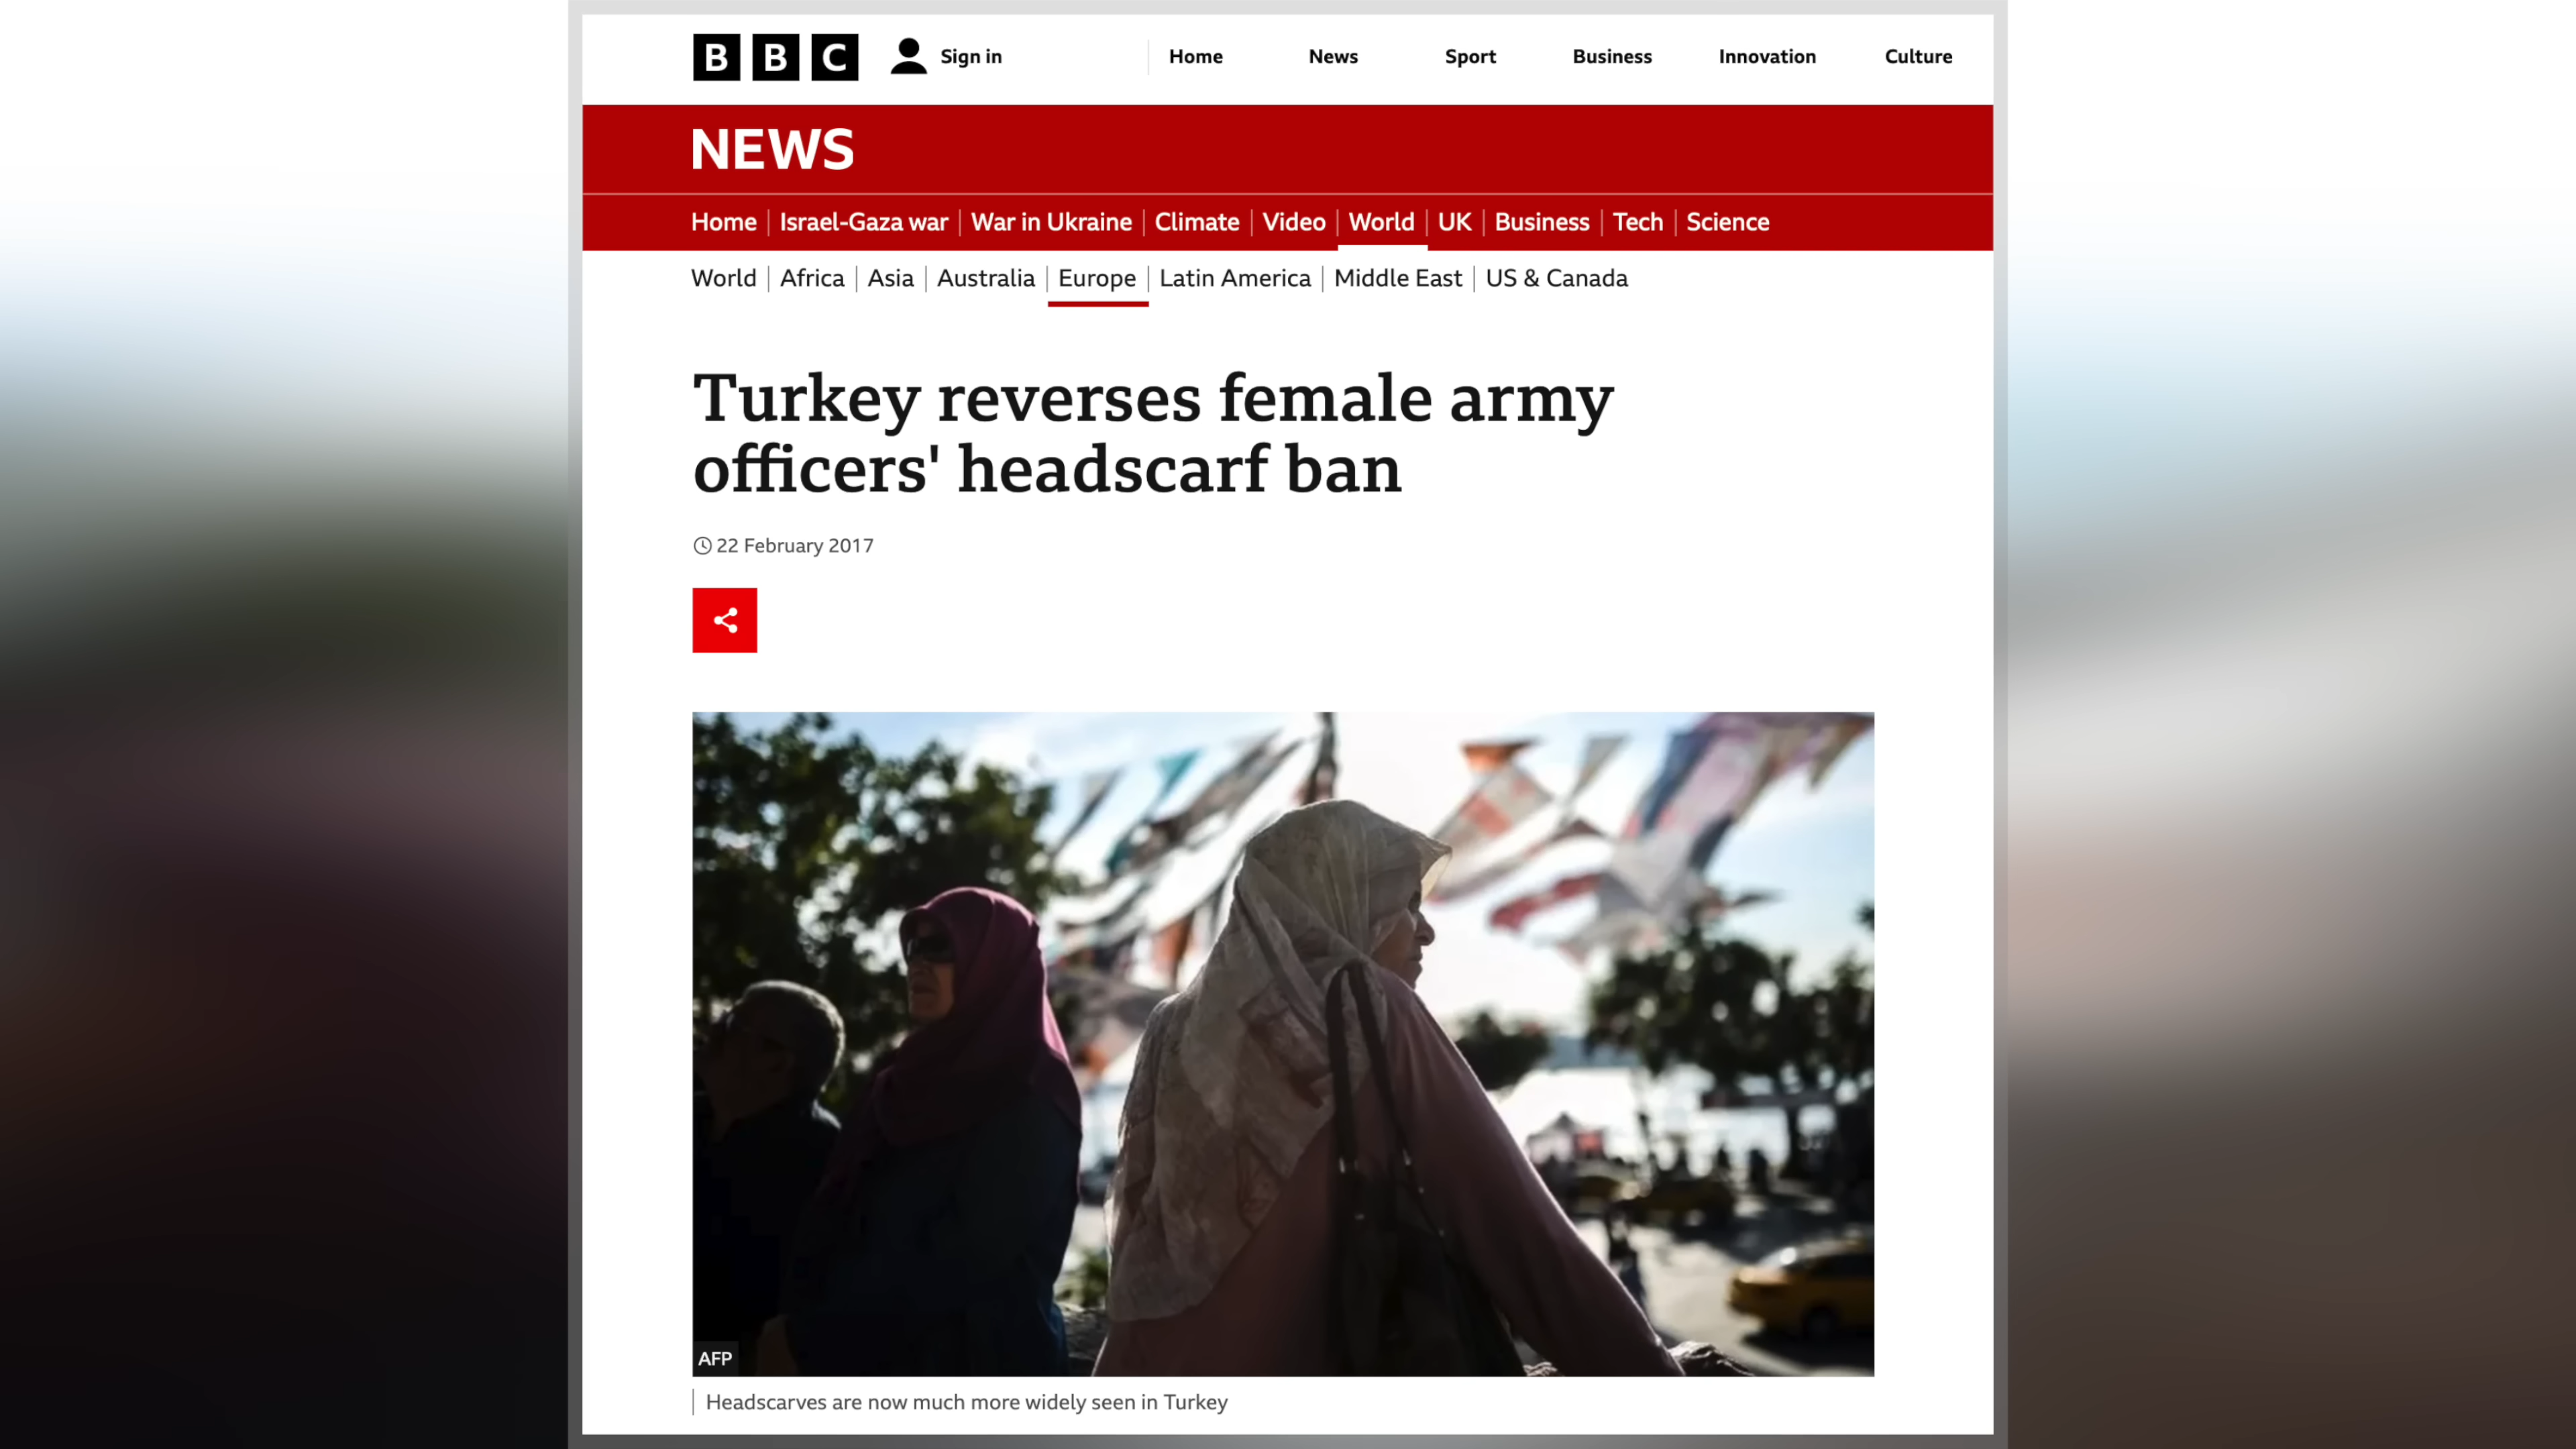 BBC Sign in Home News Sport Business Innovation Culture
NEWS
Home Israel-Gaza war War in Ukraine Climate Video World UK Business Tech Science
World Africa Asia Australia Europe Latin America Middle East US & Canada
Turkey reverses female army
officers' headscarf ban
22 February 2017
AFP
Headscarves are now much more widely seen in Turkey